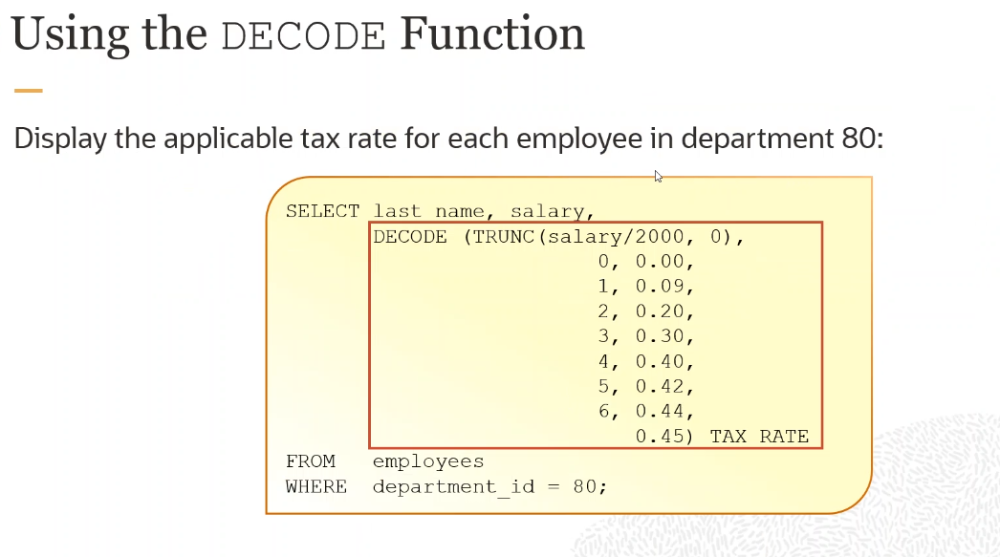 Using the DECODE Function
Display the applicable tax rate for each employee in department 80:
SELECT last name, salary,
DECODE (TRUNC(salary/2000, 0),
0, 0.00,
1, 0.09,
2, 0.20,
3, 0.30,
4, 0.40,
5, 0.42,
6, 0.44,
0.45) TAX RATE
FROM employees
WHERE department_id = 80;